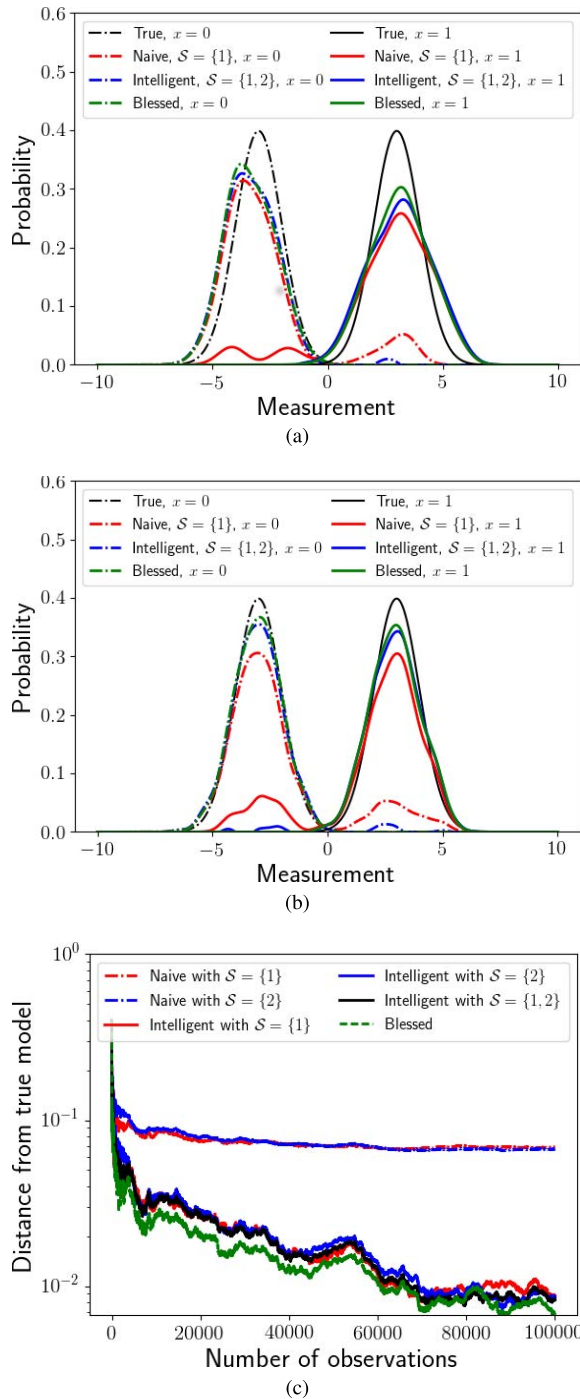 0.6
0.5
0.4
0.3
0.2
0.1
0.0
Probability
True, x = 0
Naive, S = {1}, x = 0
Intelligent, S = {1, 2}, x = 0
Blessed, x = 0
True, x = 1
Naive, S = {1}, x = 1
Intelligent, S = {1, 2}, x = 1
Blessed, x = 1
−10 −5 0 5 10
Measurement
(a)
0.6
0.5
0.4
0.3
0.2
0.1
0.0
Probability
True, x = 0
Naive, S = {1}, x = 0
Intelligent, S = {1, 2}, x = 0
Blessed, x = 0
True, x = 1
Naive, S = {1}, x = 1
Intelligent, S = {1, 2}, x = 1
Blessed, x = 1
−10 −5 0 5 10
Measurement
(b)
10⁰
10⁻¹
10⁻²
Distance from true model
Naive with S = {1}
Naive with S = {2}
Intelligent with S = {1}
Intelligent with S = {2}
Intelligent with S = {1, 2}
Blessed
0 20000 40000 60000 80000 100000
Number of observations
(c)